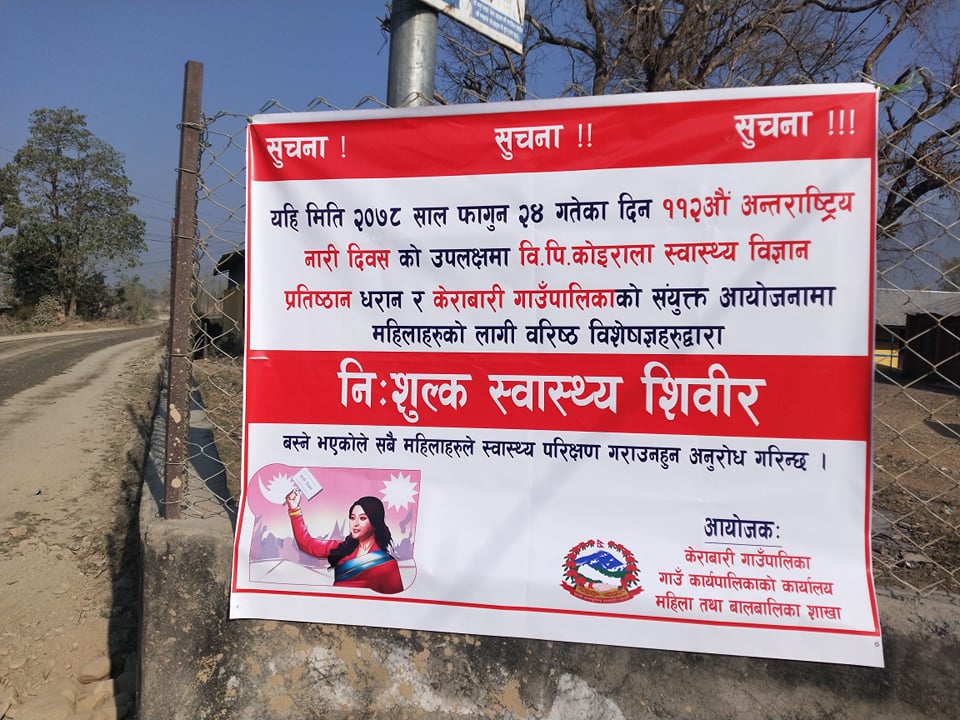 सुचना ! सुचना !! सुचना !!!
यहि मिति २०७८ साल फागुन २४ गतेका दिन ११२औं अन्तराष्ट्रिय
नारी दिवस को उपलक्षमा वि.पि.कोइराला स्वास्थ्य विज्ञान
प्रतिष्ठान धरान र केराबारी गाउँपालिकाको संयुक्त आयोजनामा
महिलाहरुको लागी वरिष्ठ विशेषज्ञहरुद्वारा
नि:शुल्क स्वास्थ्य शिवीर
बस्ने भएकोले सबै महिलाहरुले स्वास्थ्य परिक्षण गराउनहुन अनुरोध गरिन्छ ।
आयोजक:
केराबारी गाउँपालिका
गाउँ कार्यपालिकाको कार्यालय
महिला तथा बालबालिका शाखा